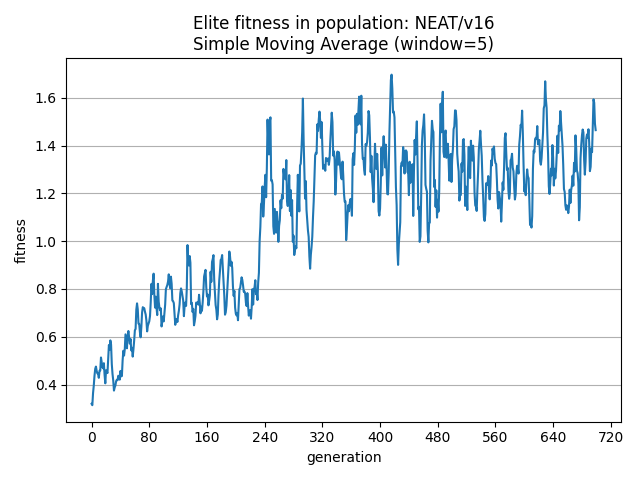 Elite fitness in population: NEAT/v16
Simple Moving Average (window=5)
fitness
1.6
1.4
1.2
1.0
0.8
0.6
0.4
0 80 160 240 320 400 480 560 640 720
generation